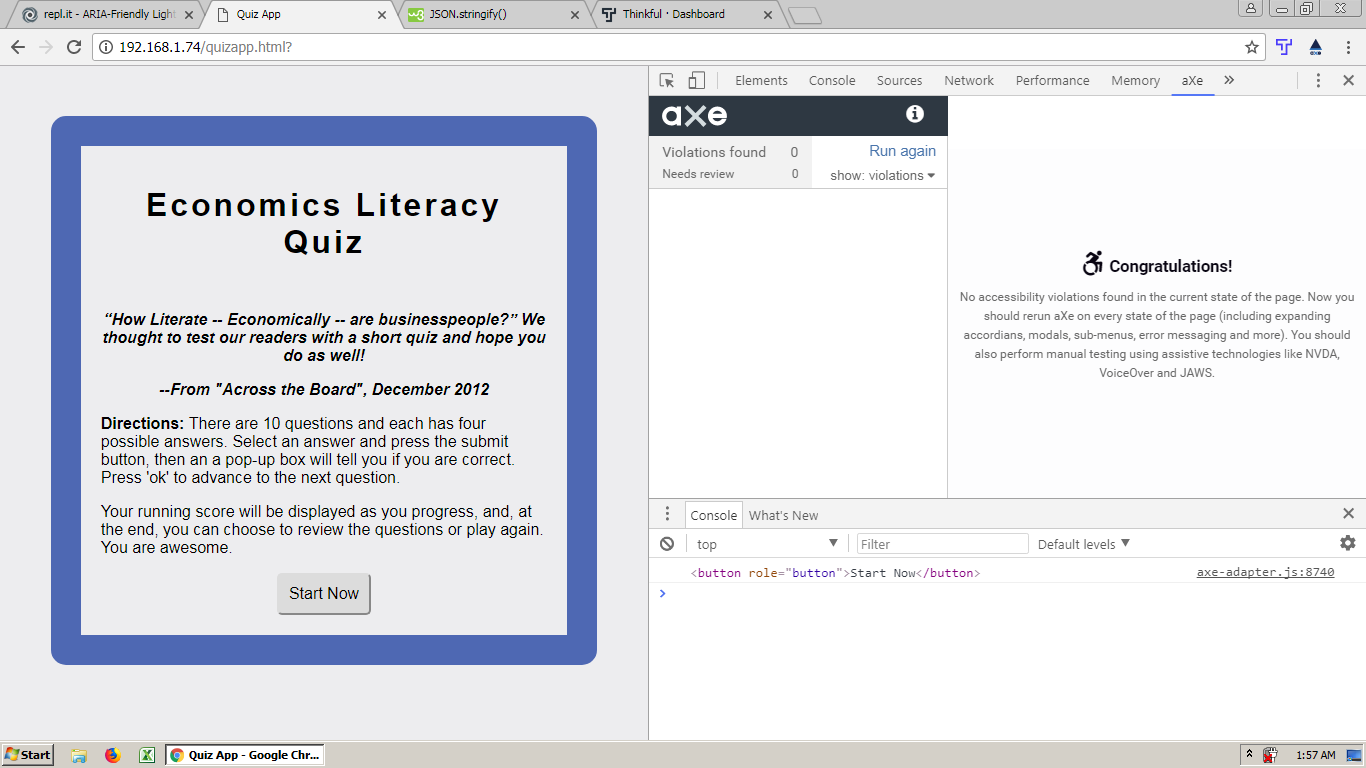 repl.it - ARIA-Friendly Light
Quiz App
JSON.stringify()
Thinkful · Dashboard
192.168.1.74/quizapp.html?
Elements
Console
Sources
Network
Performance
Memory
aXe
»
Economics Literacy
Quiz
“How Literate -- Economically -- are businesspeople?” We
thought to test our readers with a short quiz and hope you
do as well!
--From "Across the Board", December 2012
Directions: There are 10 questions and each has four
possible answers. Select an answer and press the submit
button, then an a pop-up box will tell you if you are correct.
Press 'ok' to advance to the next question.
Your running score will be displayed as you progress, and, at
the end, you can choose to review the questions or play again.
You are awesome.
Start Now
axe
Violations found 0
Run again
Needs review 0
show: violations
Congratulations!
No accessibility violations found in the current state of the page. Now you
should rerun aXe on every state of the page (including expanding
accordians, modals, sub-menus, error messaging and more). You should
also perform manual testing using assistive technologies like NVDA,
VoiceOver and JAWS.
Console
What's New
top
Filter
Default levels
<button role="button">Start Now</button>
axe-adapter.js:8740
Start
Quiz App - Google Chr...
1:57 AM